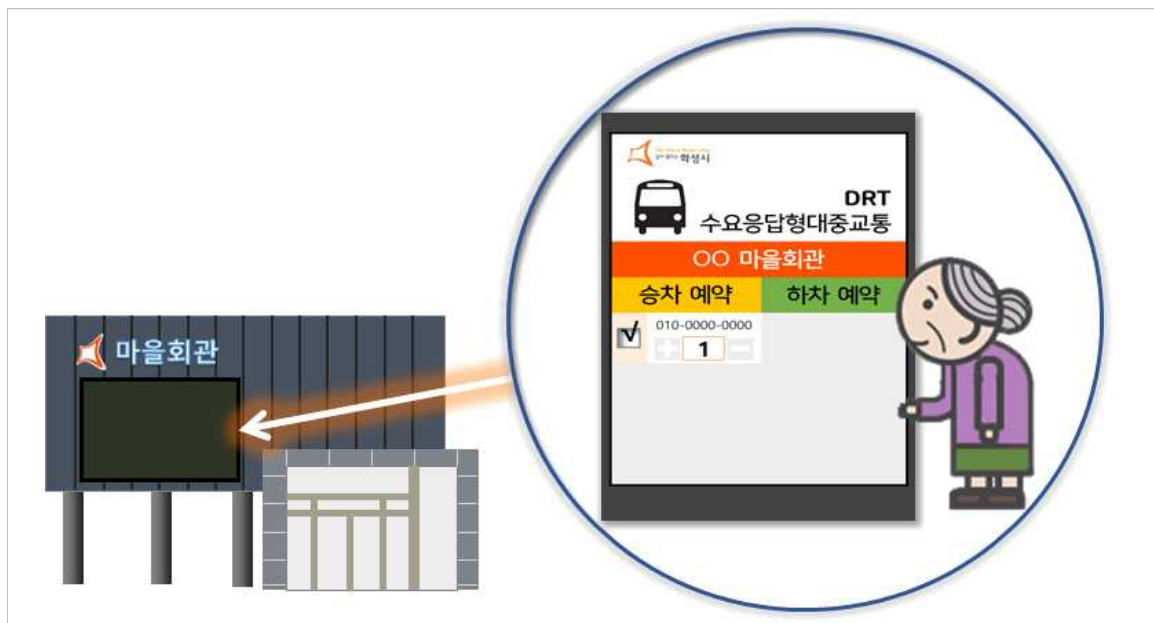 마을회관
화성시
DRT
수요응답형대중교통
○○ 마을회관
승차 예약
하차 예약
√ 010-0000-0000
+ 1 −